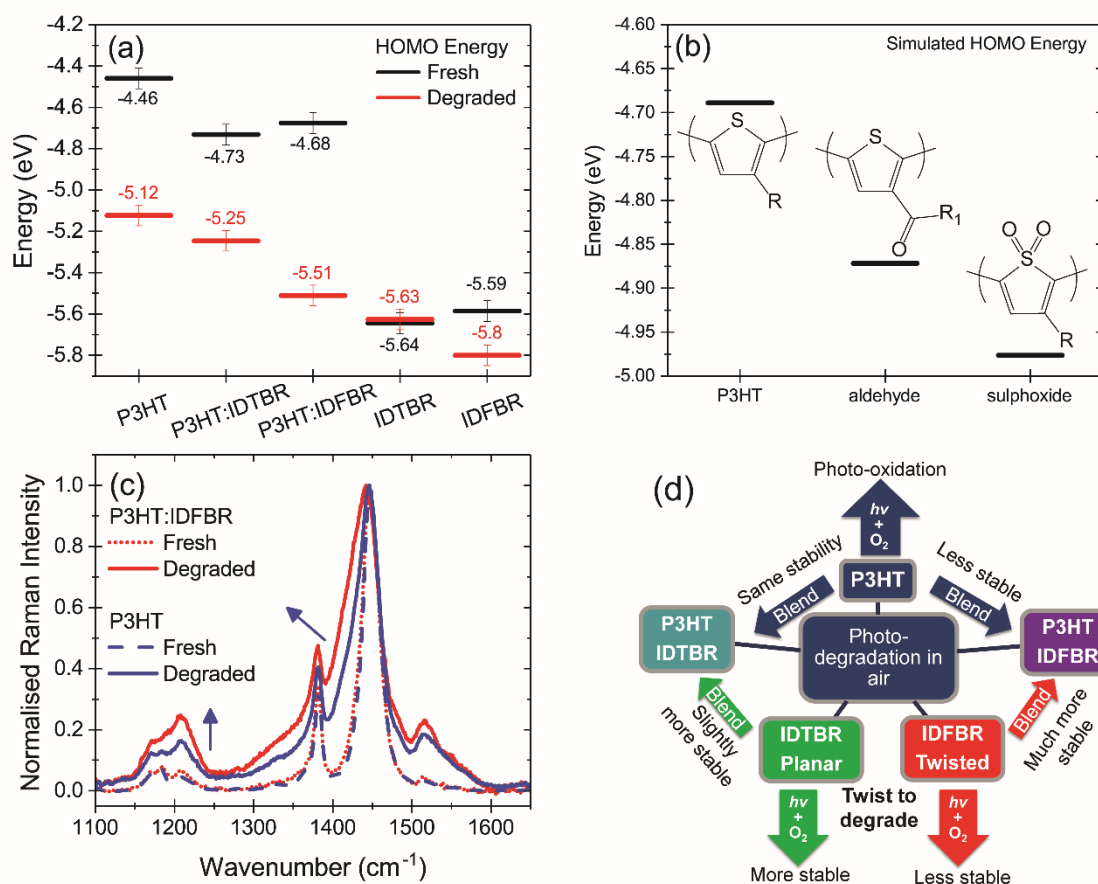 (a)
HOMO Energy
Fresh
Degraded
Energy (eV)
-4.2
-4.4
-4.6
-4.8
-5.0
-5.2
-5.4
-5.6
-5.8
-4.46
-4.73
-4.68
-5.12
-5.25
-5.51
-5.63
-5.64
-5.59
-5.8
P3HT
P3HT:IDTBR
P3HT:IDFBR
IDTBR
IDFBR
(b)
Simulated HOMO Energy
Energy (eV)
-4.60
-4.65
-4.70
-4.75
-4.80
-4.85
-4.90
-4.95
-5.00
S
R
S
O
R1
O O
S
R
P3HT
aldehyde
sulphoxide
(c)
P3HT:IDFBR
Fresh
Degraded
P3HT
Fresh
Degraded
Normalised Raman Intensity
1.0
0.8
0.6
0.4
0.2
0.0
1100 1200 1300 1400 1500 1600
Wavenumber (cm-1)
(d)
Photo-oxidation
hv
+
O2
P3HT
Same stability
Blend
Less stable
Blend
P3HT
IDTBR
Photo-
degradation in
air
P3HT
IDFBR
Blend
Slightly
more stable
IDTBR
Planar
IDFBR
Twisted
Blend
Much more
stable
Twist to
degrade
hv
+
O2
hv
+
O2
More stable
Less stable